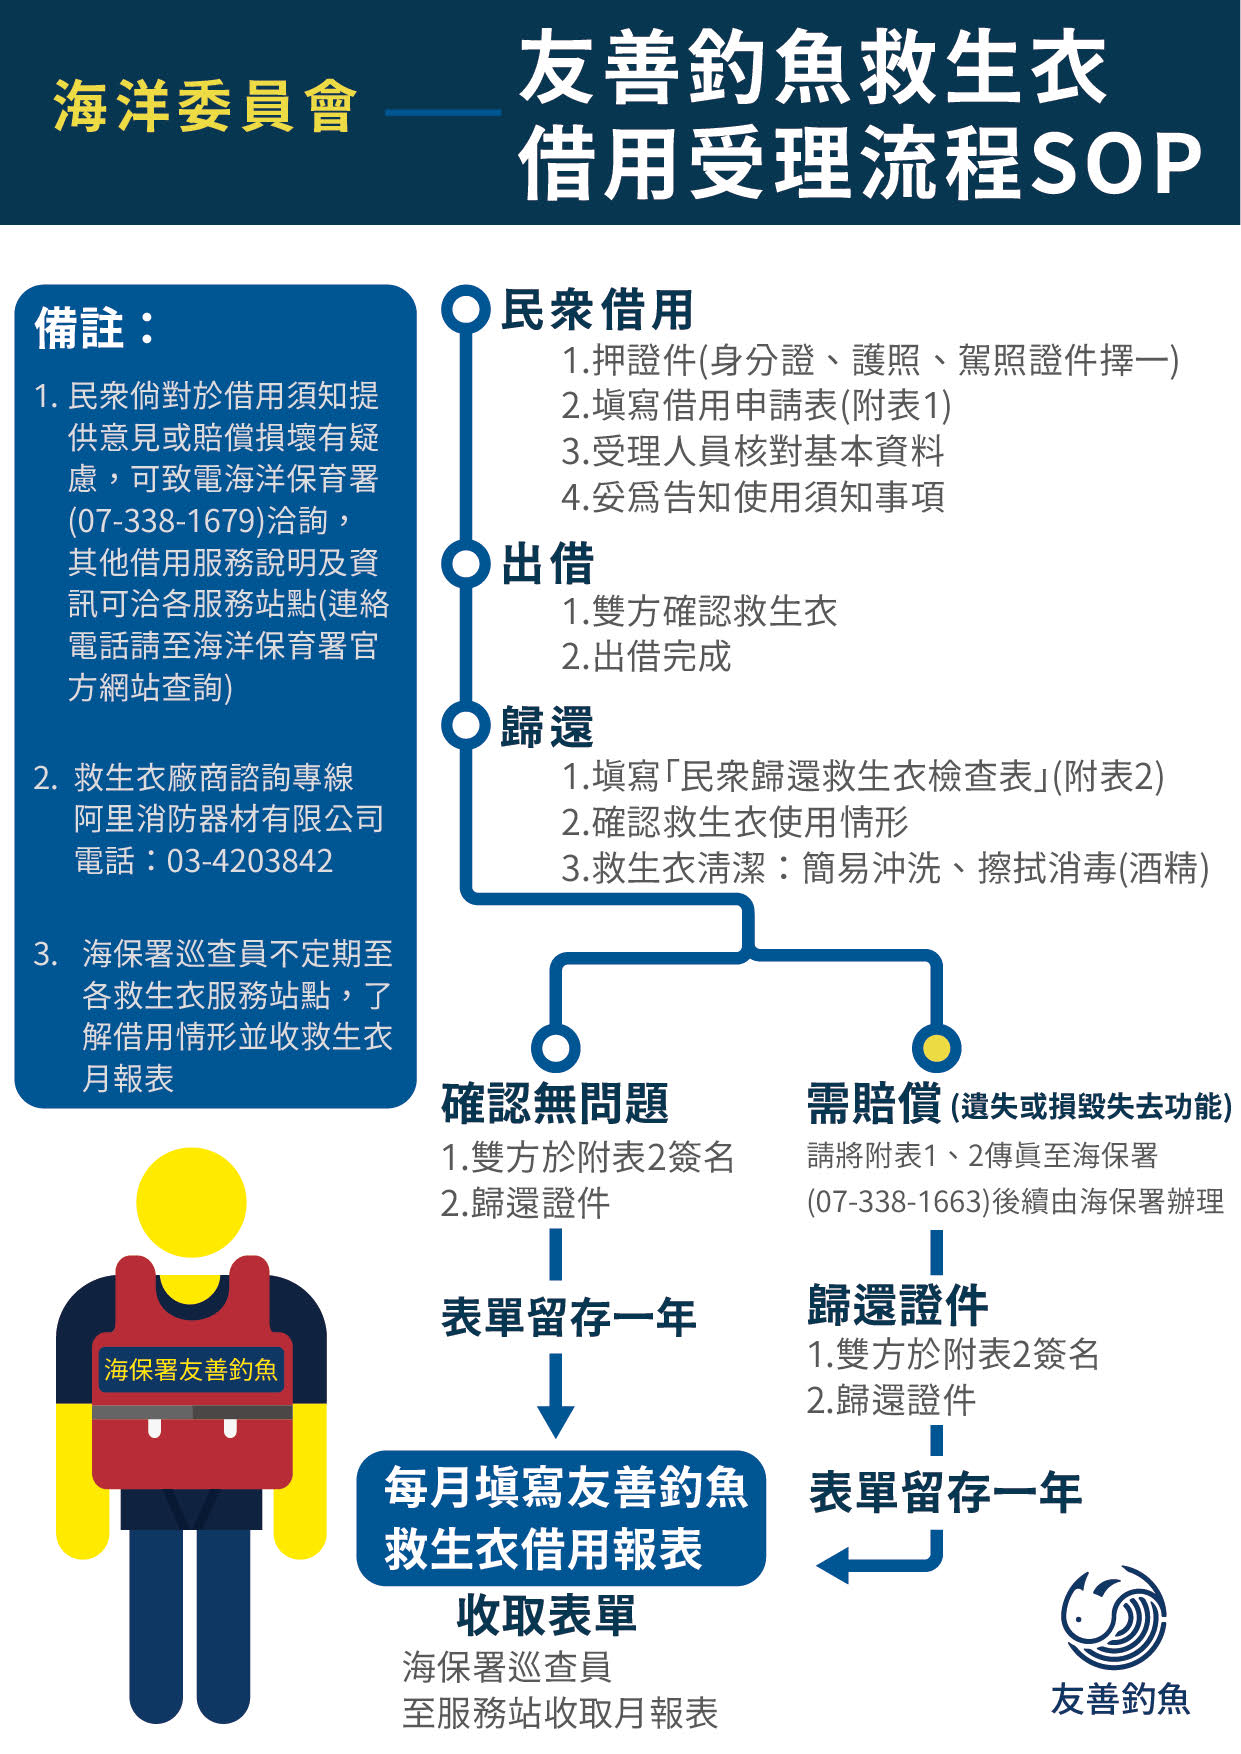 海洋委員會
友善釣魚救生衣
借用受理流程SOP
備註：
1. 民衆倘對於借用須知提
供意見或賠償損壞有疑
慮，可致電海洋保育署
(07-338-1679)洽詢，
其他借用服務說明及資
訊可洽各服務站點(連絡
電話請至海洋保育署官
方網站查詢)
2. 救生衣廠商諮詢專線
阿里消防器材有限公司
電話：03-4203842
3. 海保署巡查員不定期至
各救生衣服務站點，了
解借用情形並收救生衣
月報表
民衆借用
1.押證件(身分證、護照、駕照證件擇一)
2.塡寫借用申請表(附表1)
3.受理人員核對基本資料
4.妥爲告知使用須知事項
出借
1.雙方確認救生衣
2.出借完成
歸還
1.塡寫「民衆歸還救生衣檢查表」(附表2)
2.確認救生衣使用情形
3.救生衣淸潔：簡易沖洗、擦拭消毒(酒精)
確認無問題
1.雙方於附表2簽名
2.歸還證件
表單留存一年
需賠償 (遺失或損毀失去功能)
請將附表1、2傳眞至海保署
(07-338-1663)後續由海保署辦理
歸還證件
1.雙方於附表2簽名
2.歸還證件
表單留存一年
每月塡寫友善釣魚
救生衣借用報表
收取表單
海保署巡查員
至服務站收取月報表
海保署友善釣魚
友善釣魚